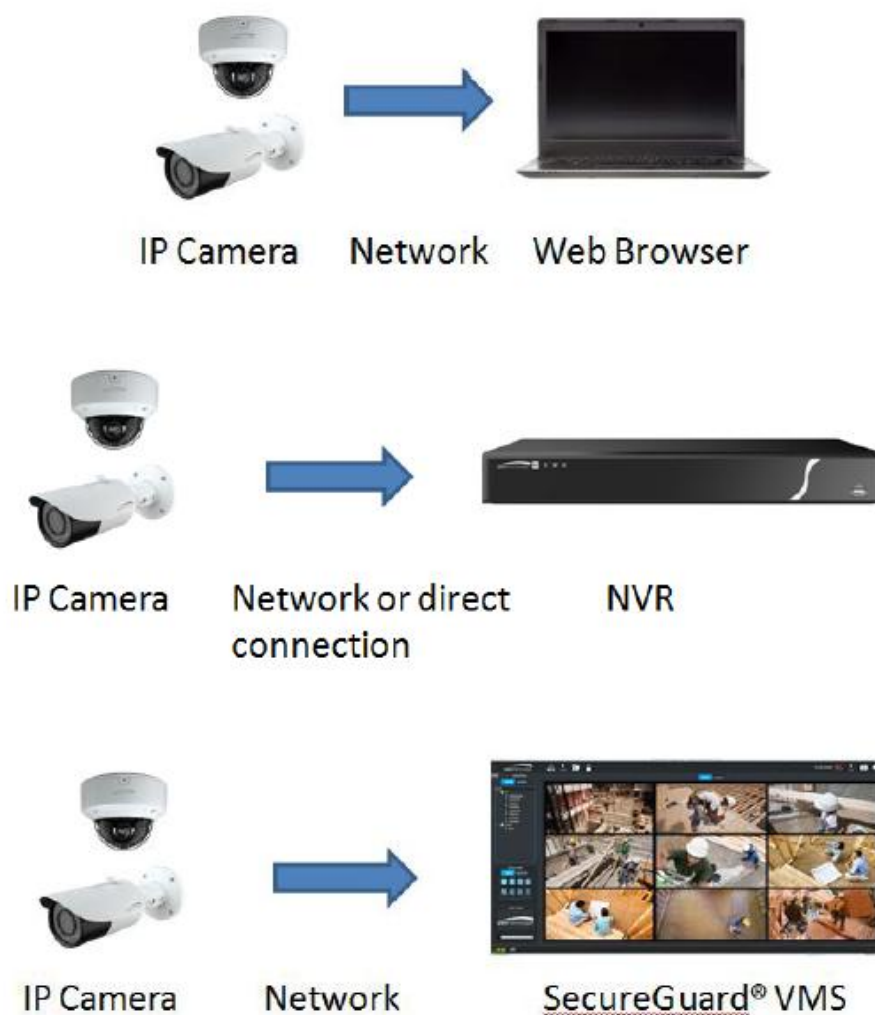 IP Camera Network Web Browser
IP Camera Network or direct NVR
connection
IP Camera Network SecureGuard® VMS